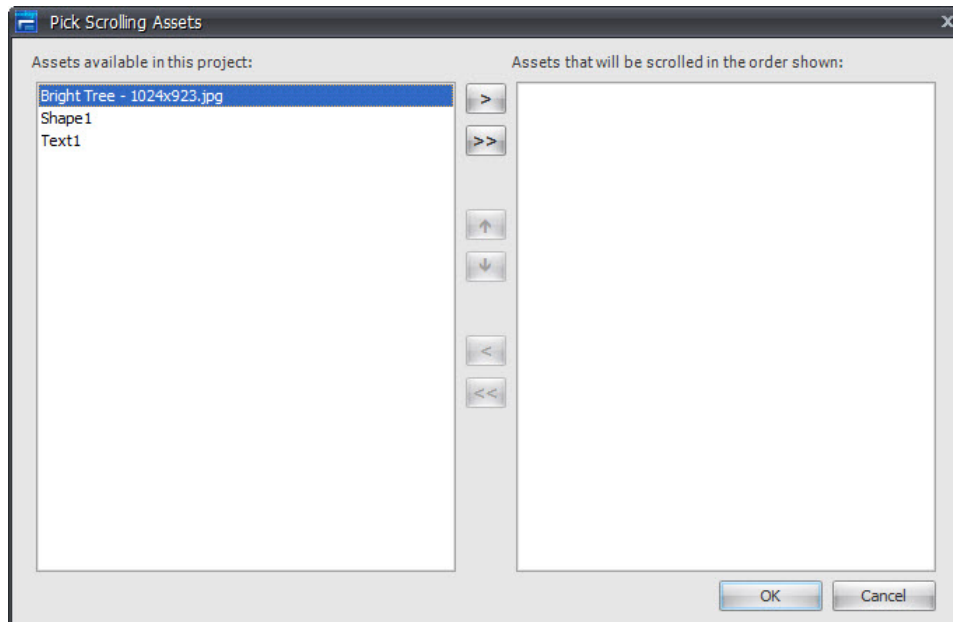 Pick Scrolling Assets
x
Assets available in this project:
Assets that will be scrolled in the order shown:
Bright Tree - 1024x923.jpg
Shape1
Text1
>
>>
<
<<
OK
Cancel